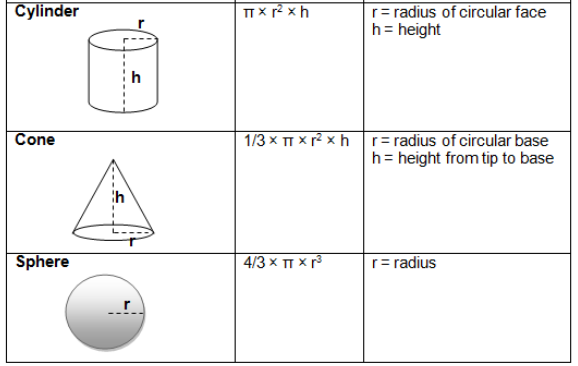 Cylinder
π × r² × h
r = radius of circular face
h = height
r
h
Cone
1/3 × π × r² × h
r = radius of circular base
h = height from tip to base
h
r
Sphere
4/3 × π × r³
r = radius
r